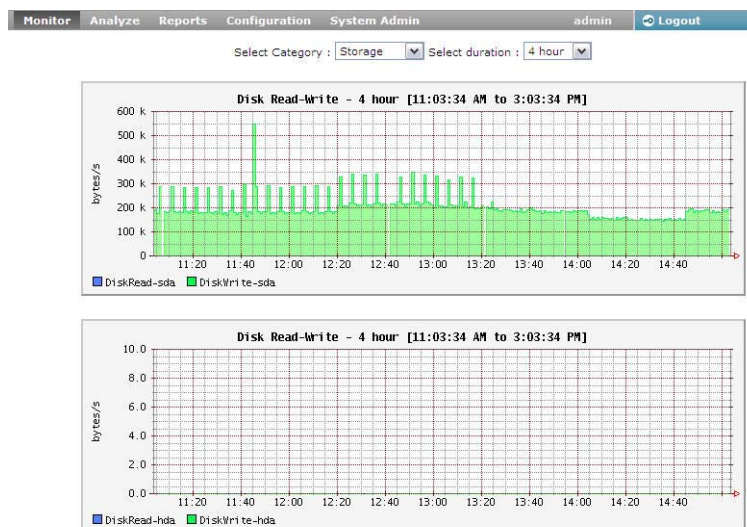 Monitor Analyze Reports Configuration System Admin admin Logout
Select Category : Storage Select duration : 4 hour
Disk Read-Write - 4 hour [11:03:34 AM to 3:03:34 PM]
600 k
500 k
400 k
300 k
200 k
100 k
0
bytes/s
11:20 11:40 12:00 12:20 12:40 13:00 13:20 13:40 14:00 14:20 14:40
DiskRead-sda DiskWrite-sda
Disk Read-Write - 4 hour [11:03:34 AM to 3:03:34 PM]
10.0
8.0
6.0
4.0
2.0
0.0
bytes/s
11:20 11:40 12:00 12:20 12:40 13:00 13:20 13:40 14:00 14:20 14:40
DiskRead-hda DiskWrite-hda